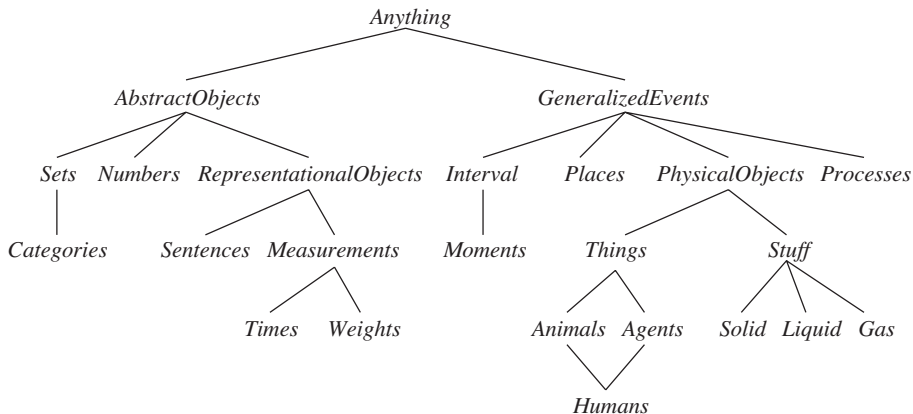 Anything
AbstractObjects GeneralizedEvents
Sets Numbers RepresentationalObjects Interval Places PhysicalObjects Processes
Categories Sentences Measurements Moments Things Stuff
Times Weights Animals Agents Solid Liquid Gas
Humans